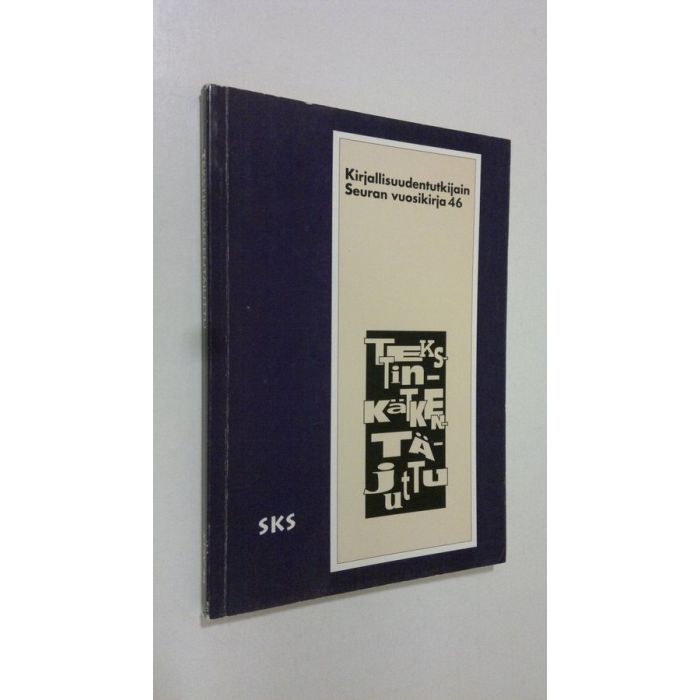 Kirjallisuudentutkijain
Seuran vuosikirja 46
TEKS-
TIN-
KÄTKEN-
TÄ-
juTTU
SKS